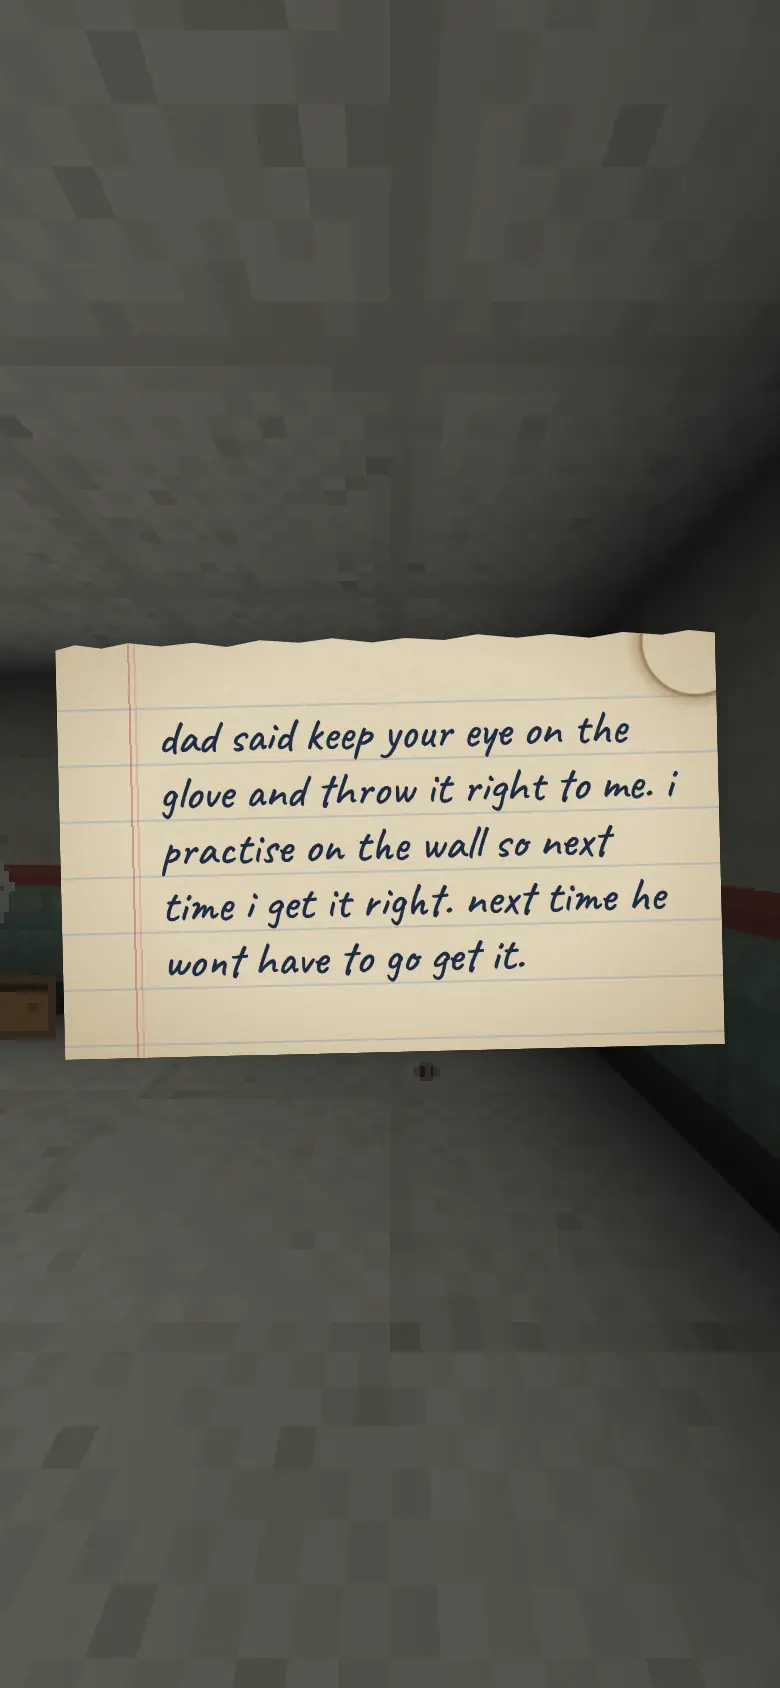 dad said keep your eye on the
glove and throw it right to me. i
practise on the wall so next
time i get it right. next time he
wont have to go get it.